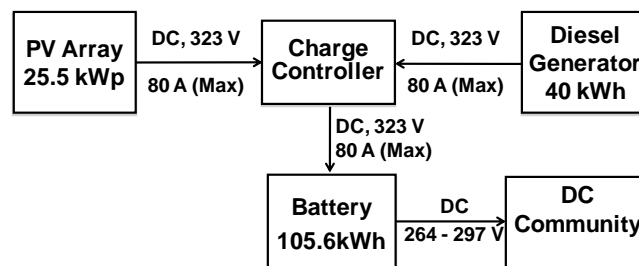 PV Array
25.5 kWp
DC, 323 V
80 A (Max)
Charge
Controller
DC, 323 V
80 A (Max)
Diesel
Generator
40 kWh
DC, 323 V
80 A (Max)
Battery
105.6kWh
DC
264 - 297 V
DC
Community